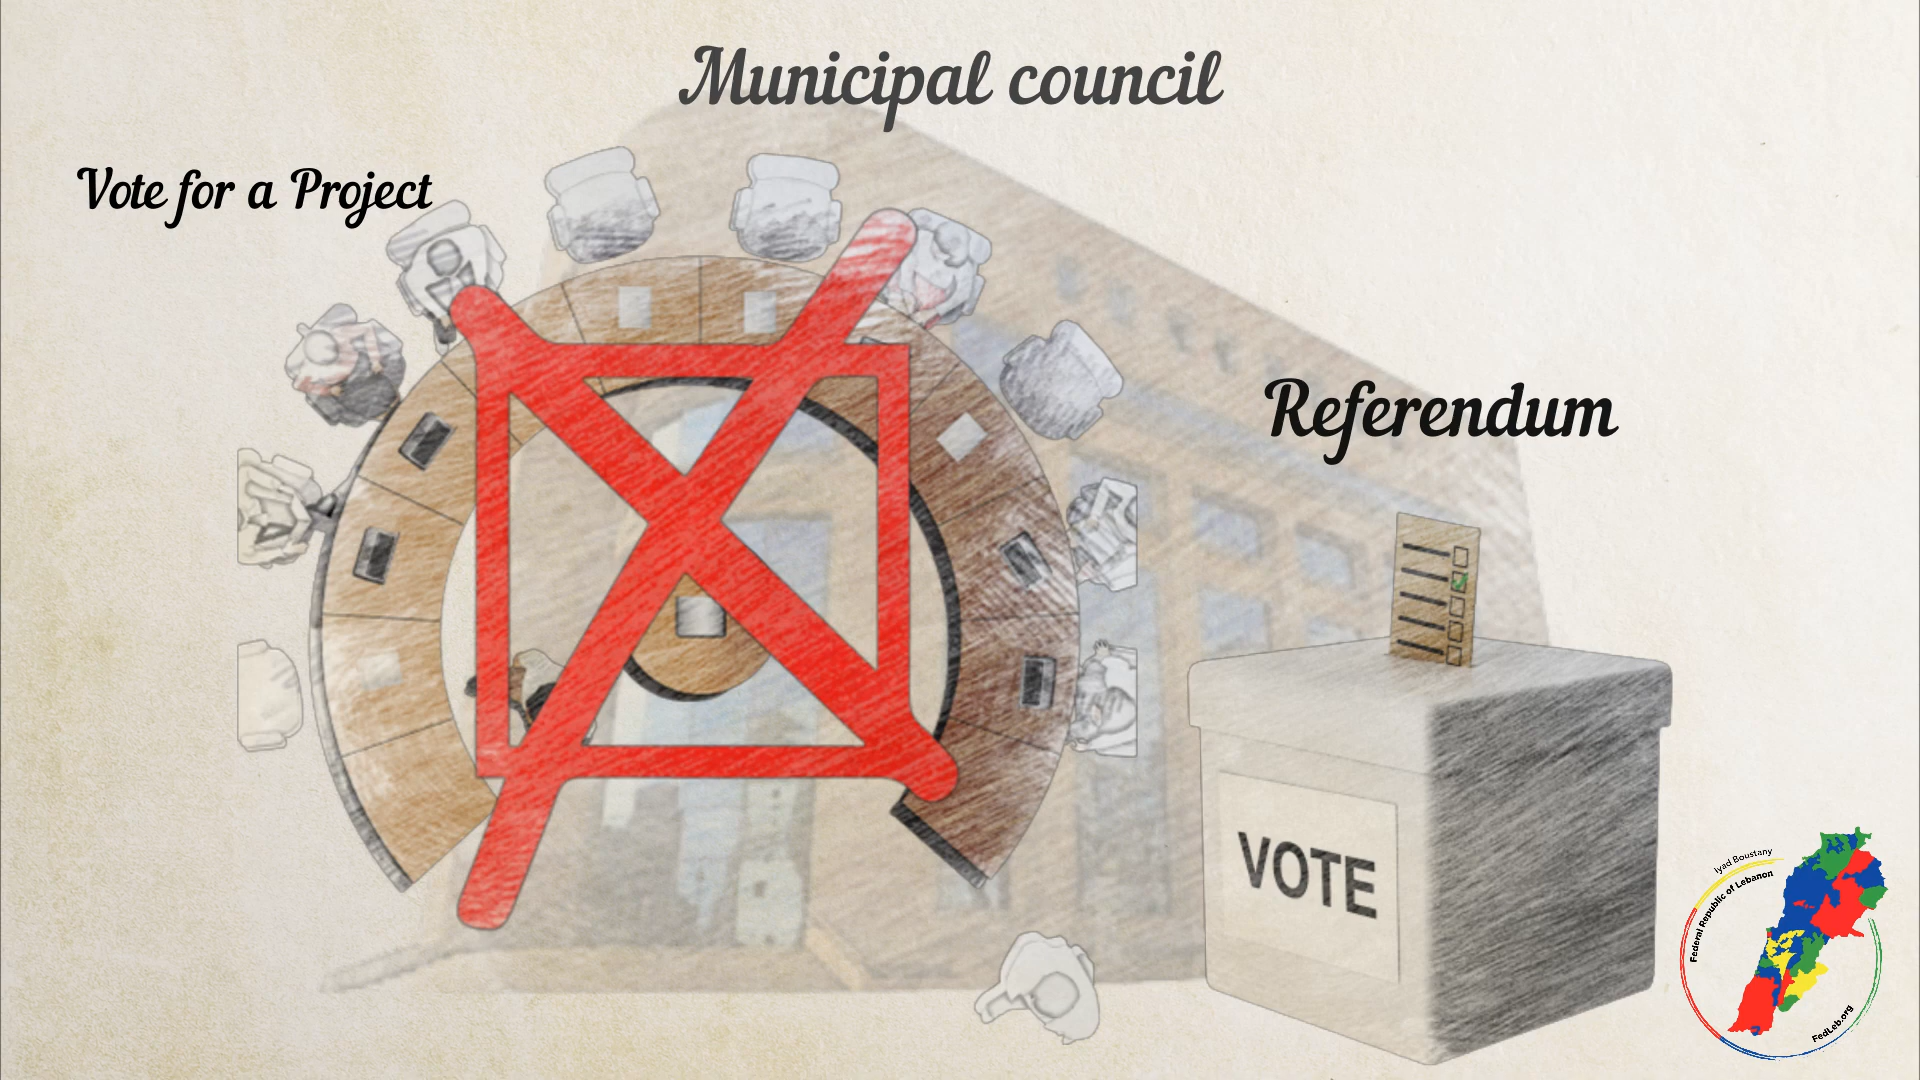 Municipal council
Vote for a Project
Referendum
VOTE
Iyad Boustany
Federal Republic of Lebanon
FedLeb.org